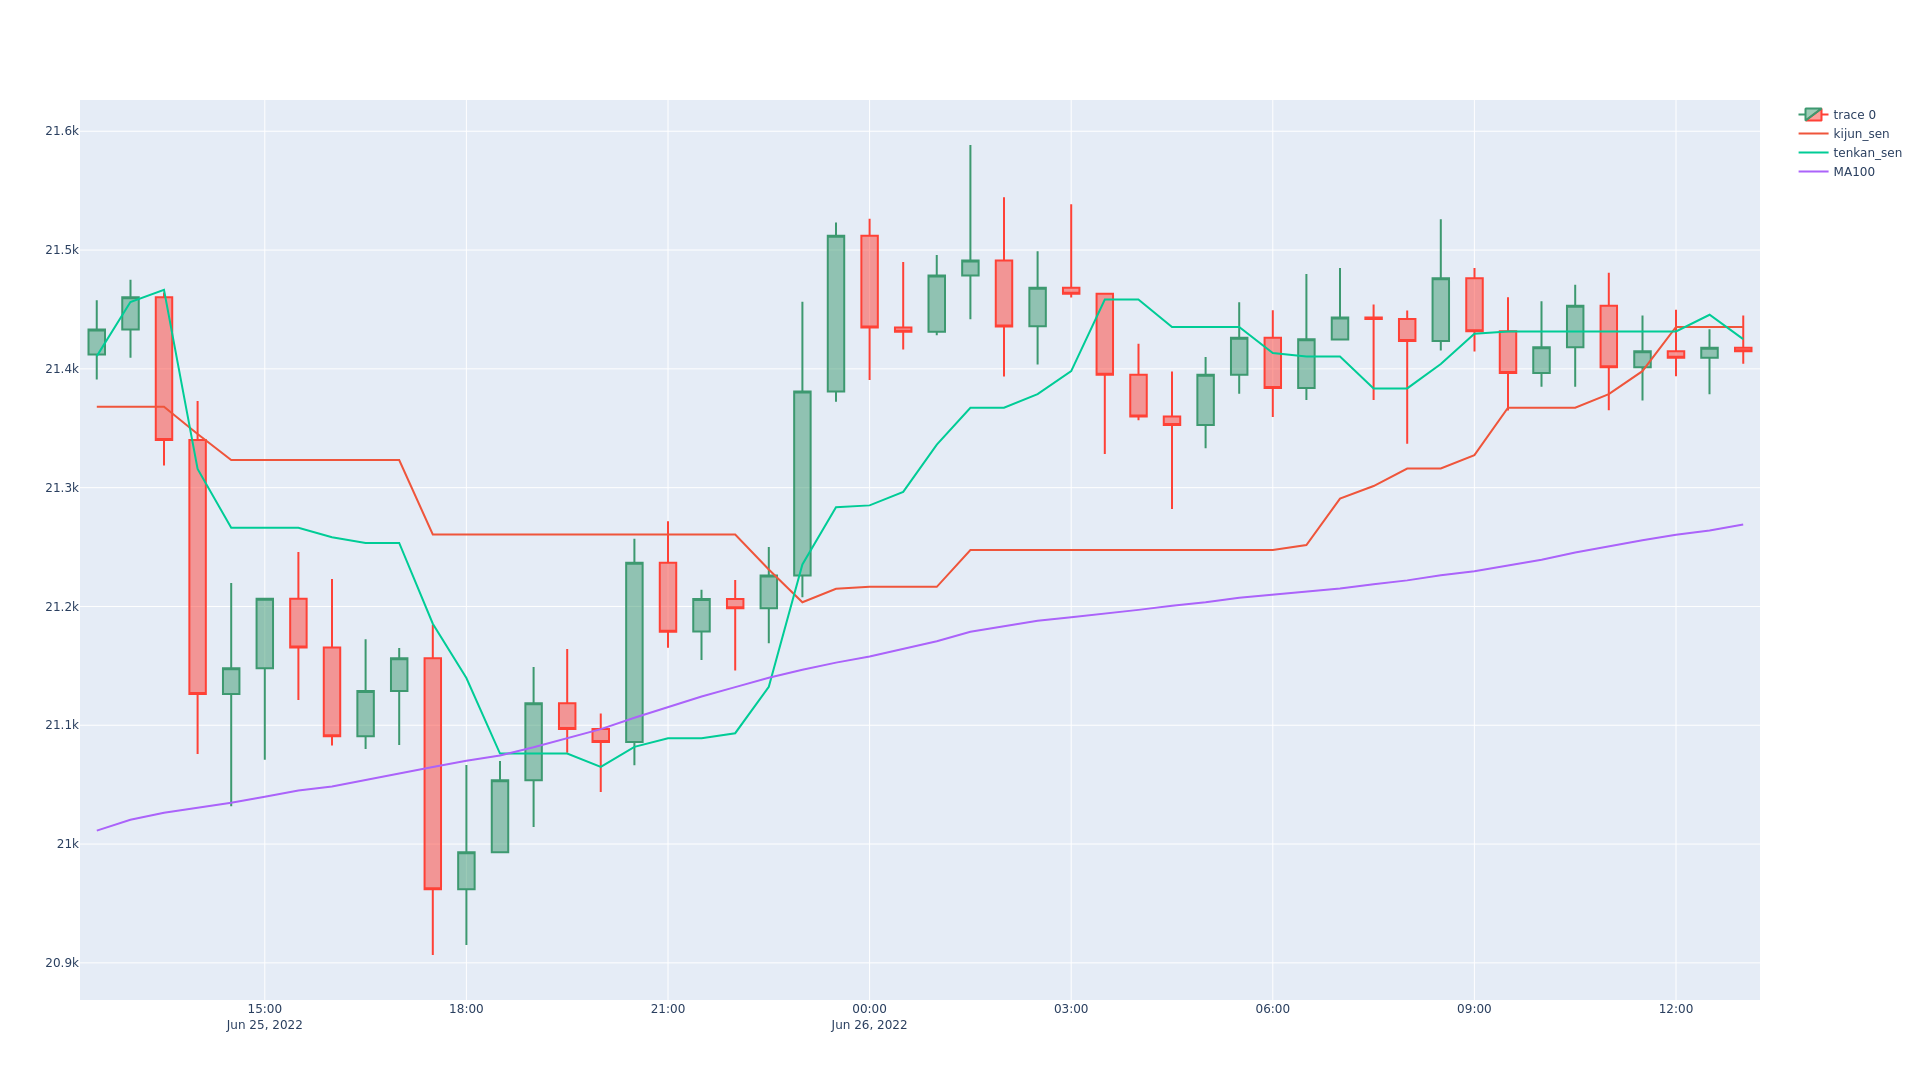 21.6k
21.5k
21.4k
21.3k
21.2k
21.1k
21k
20.9k
15:00
Jun 25, 2022
18:00
21:00
00:00
Jun 26, 2022
03:00
06:00
09:00
12:00
trace 0
kijun_sen
tenkan_sen
MA100